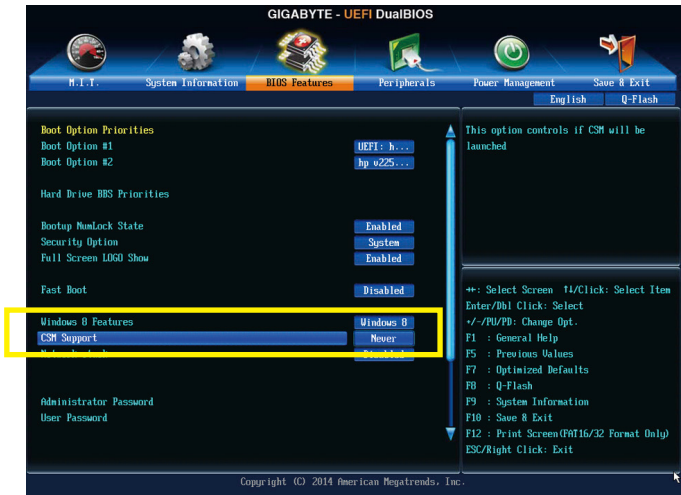 GIGABYTE - UEFI DualBIOS
M.I.T. System Information BIOS Features Peripherals Power Management Save & Exit
English Q-Flash
Boot Option Priorities
Boot Option #1 UEFI: h...
Boot Option #2 hp v225...
Hard Drive BBS Priorities
Bootup NumLock State Enabled
Security Option System
Full Screen LOGO Show Enabled
Fast Boot Disabled
Windows 8 Features Windows 8
CSM Support Never
Disabled
Administrator Password
User Password
This option controls if CSM will be
launched
→←: Select Screen ↑↓/Click: Select Item
Enter/Dbl Click: Select
+/-/PU/PD: Change Opt.
F1 : General Help
F5 : Previous Values
F7 : Optimized Defaults
F8 : Q-Flash
F9 : System Information
F10 : Save & Exit
F12 : Print Screen(FAT16/32 Format Only)
ESC/Right Click: Exit
Copyright (C) 2014 American Megatrends, Inc.